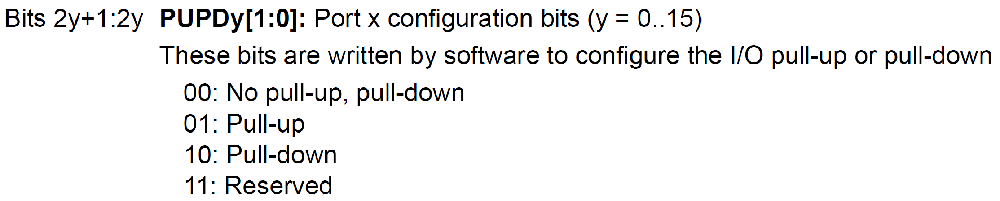 Bits 2y+1:2y PUPDy[1:0]: Port x configuration bits (y = 0..15)
These bits are written by software to configure the I/O pull-up or pull-down
00: No pull-up, pull-down
01: Pull-up
10: Pull-down
11: Reserved